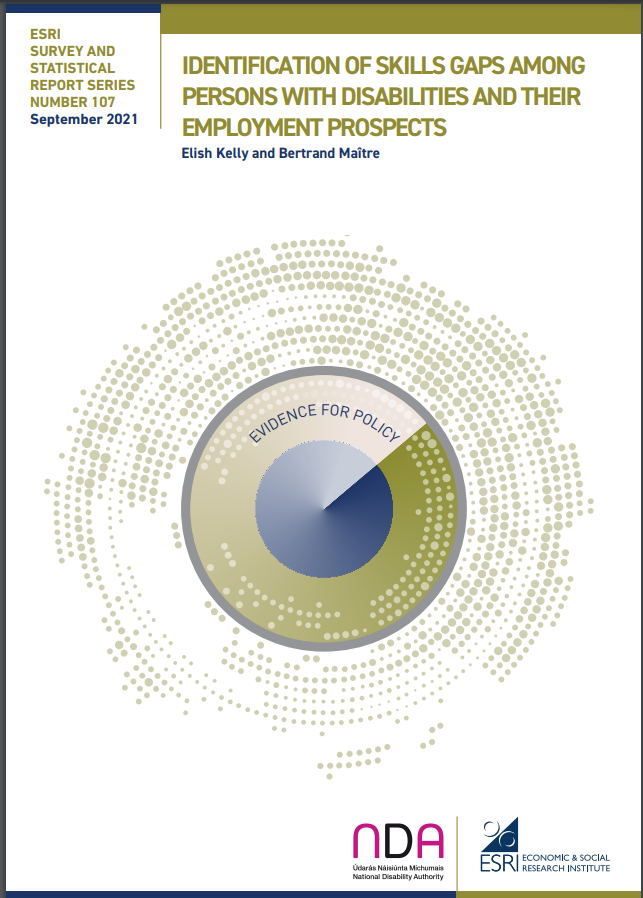 ESRI
SURVEY AND
STATISTICAL
REPORT SERIES
NUMBER 107
September 2021
IDENTIFICATION OF SKILLS GAPS AMONG
PERSONS WITH DISABILITIES AND THEIR
EMPLOYMENT PROSPECTS
Elish Kelly and Bertrand Maître
EVIDENCE FOR POLICY
NDA
Údarás Náisiúnta Míchumais
National Disability Authority
ESRI
ECONOMIC & SOCIAL
RESEARCH INSTITUTE